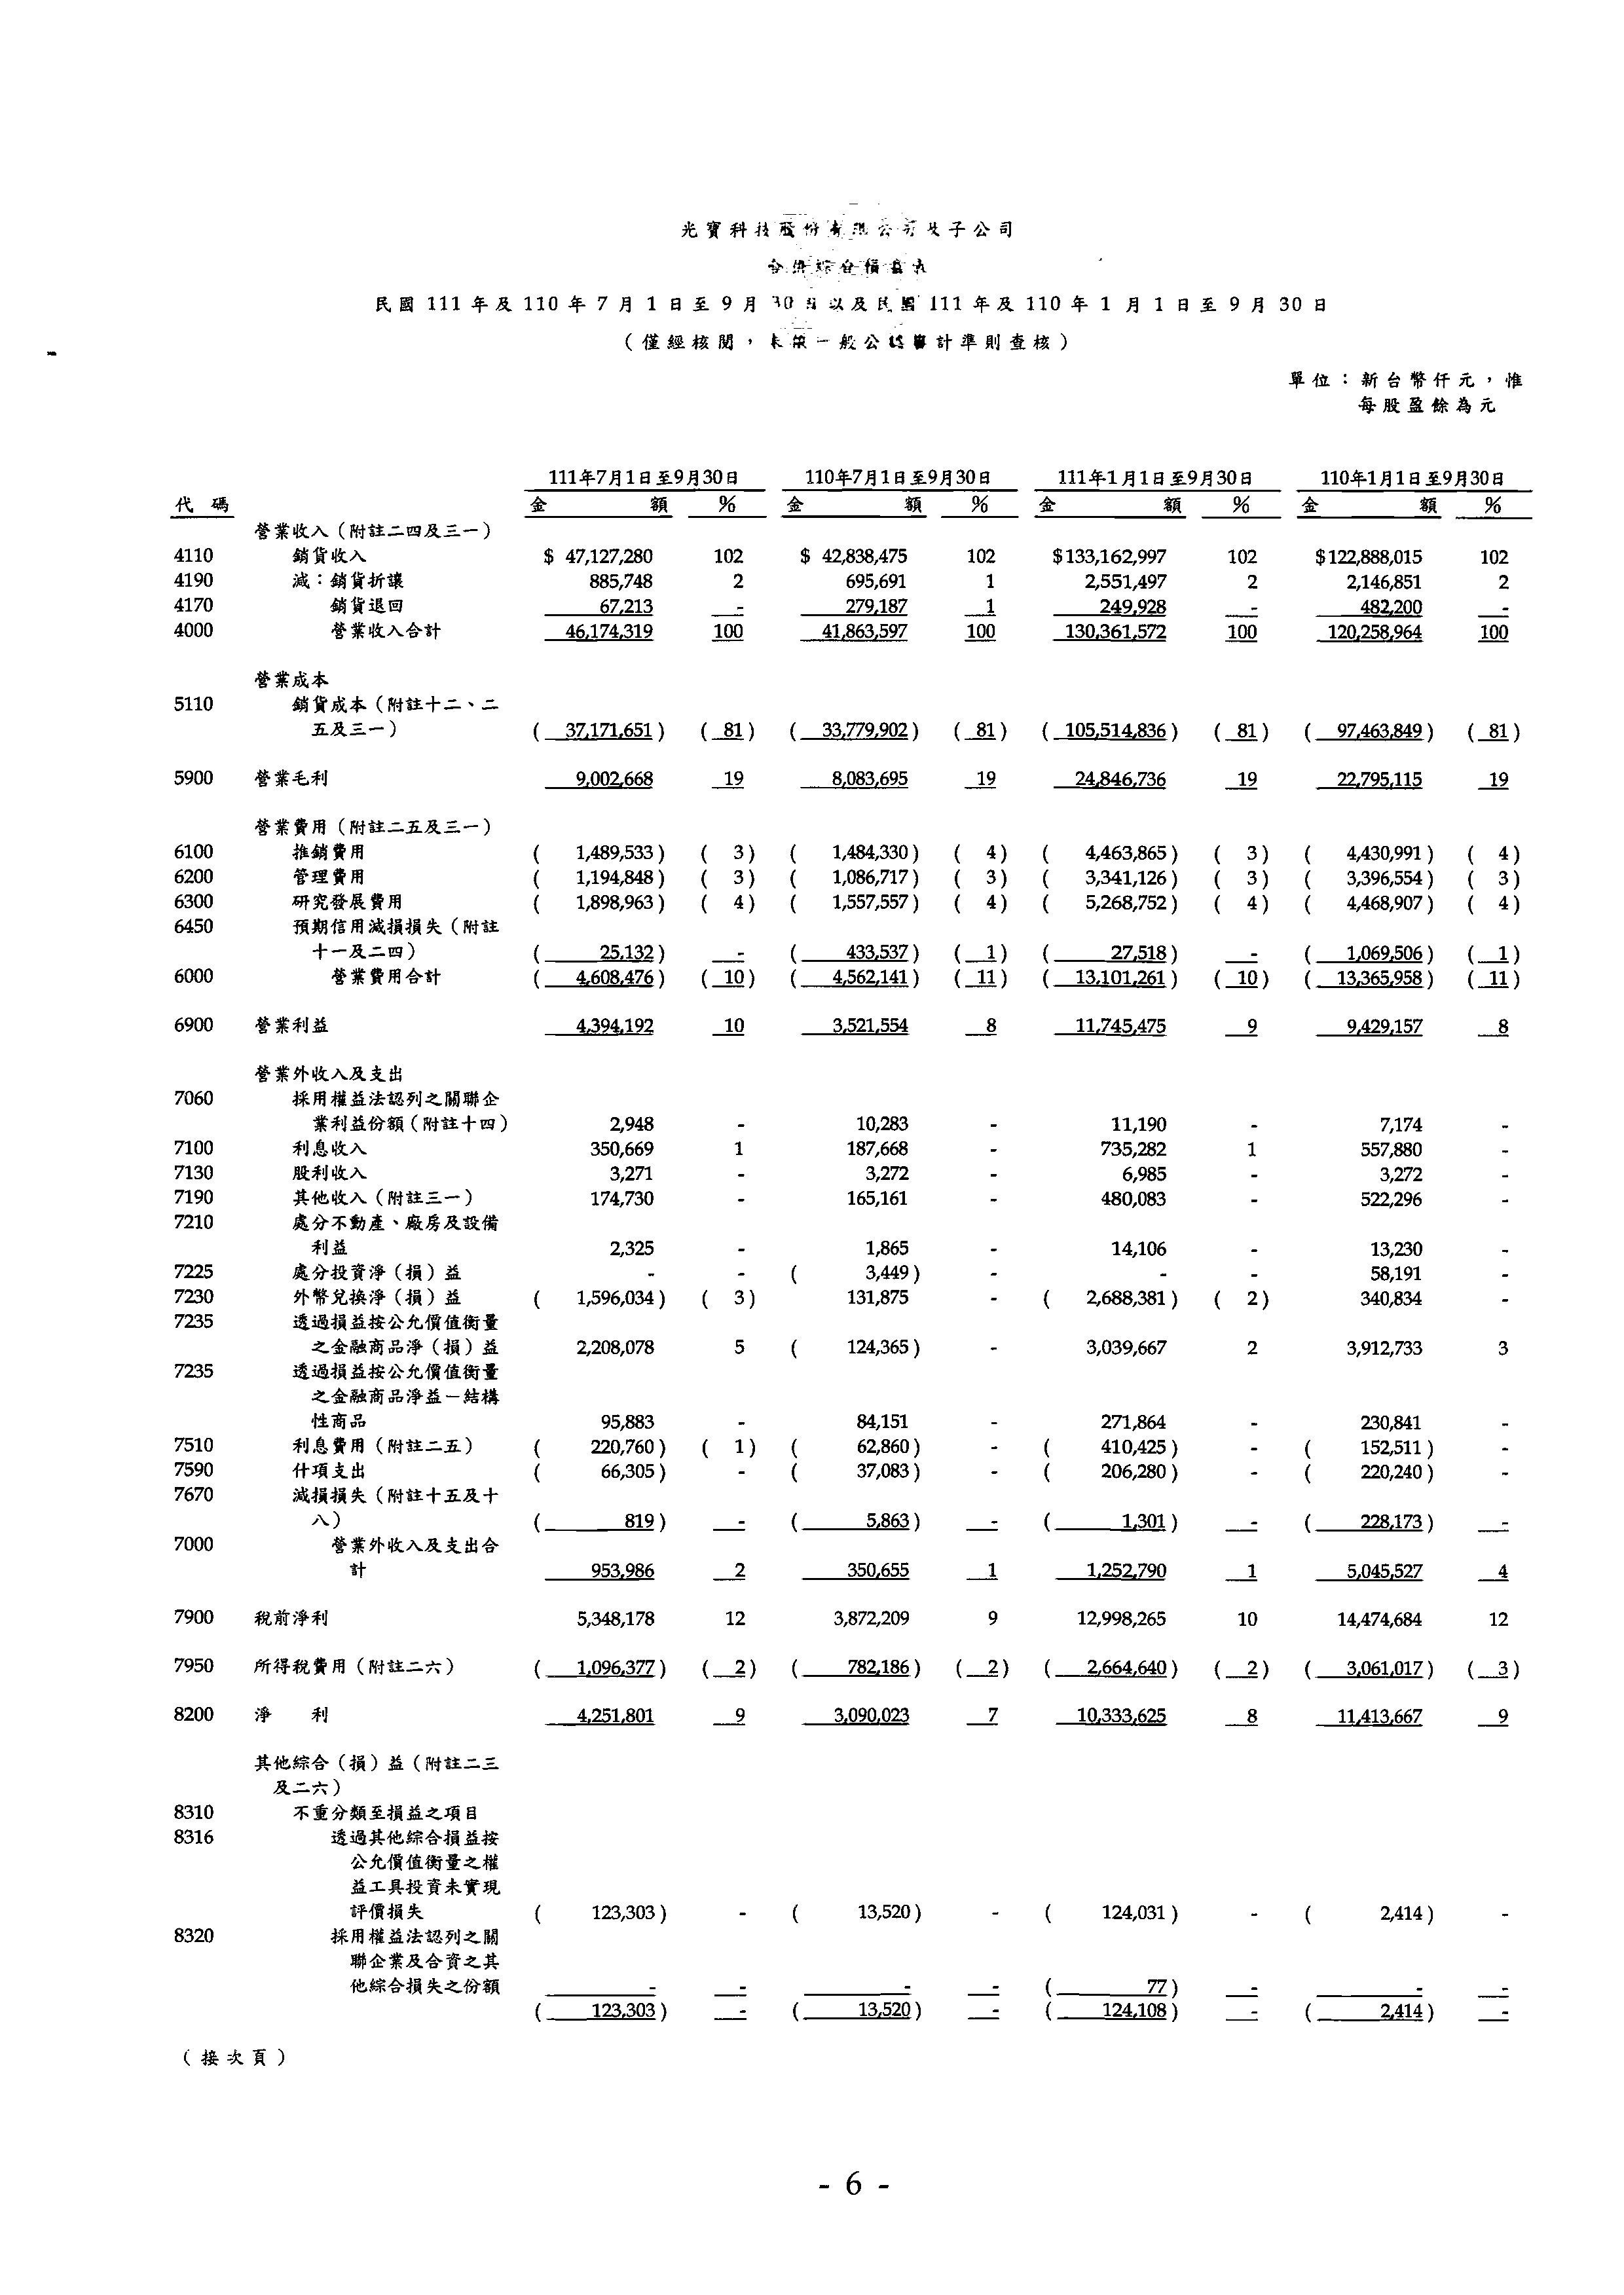 光寶科技股份有限公司及子公司
合併綜合損益表
民國 111 年及 110 年 7 月 1 日至 9 月 30 日以及民國 111 年及 110 年 1 月 1 日至 9 月 30 日
（僅經核閱，未依一般公認審計準則查核）
單位：新台幣仟元，惟
每股盈餘為元
111年7月1日至9月30日 110年7月1日至9月30日 111年1月1日至9月30日 110年1月1日至9月30日
代碼 金額 % 金額 % 金額 % 金額 %
營業收入（附註二四及三一）
4110 銷貨收入 $ 47,127,280 102 $ 42,838,475 102 $133,162,997 102 $122,888,015 102
4190 減：銷貨折讓 885,748 2 695,691 1 2,551,497 2 2,146,851 2
4170 銷貨退回 67,213 - 279,187 1 249,928 - 482,200 -
4000 營業收入合計 46,174,319 100 41,863,597 100 130,361,572 100 120,258,964 100
營業成本
5110 銷貨成本（附註十二、二
五及三一） ( 37,171,651) ( 81) ( 33,779,902) ( 81) ( 105,514,836) ( 81) ( 97,463,849) ( 81)
5900 營業毛利 9,002,668 19 8,083,695 19 24,846,736 19 22,795,115 19
營業費用（附註二五及三一）
6100 推銷費用 ( 1,489,533) ( 3) ( 1,484,330) ( 4) ( 4,463,865) ( 3) ( 4,430,991) ( 4)
6200 管理費用 ( 1,194,848) ( 3) ( 1,086,717) ( 3) ( 3,341,126) ( 3) ( 3,396,554) ( 3)
6300 研究發展費用 ( 1,898,963) ( 4) ( 1,557,557) ( 4) ( 5,268,752) ( 4) ( 4,468,907) ( 4)
6450 預期信用減損損失（附註
十一及二四） ( 25,132) - ( 433,537) ( 1) ( 27,518) - ( 1,069,506) ( 1)
6000 營業費用合計 ( 4,608,476) ( 10) ( 4,562,141) ( 11) ( 13,101,261) ( 10) ( 13,365,958) ( 11)
6900 營業利益 4,394,192 10 3,521,554 8 11,745,475 9 9,429,157 8
營業外收入及支出
7060 採用權益法認列之關聯企
業利益份額（附註十四） 2,948 - 10,283 - 11,190 - 7,174 -
7100 利息收入 350,669 1 187,668 - 735,282 1 557,880 -
7130 股利收入 3,271 - 3,272 - 6,985 - 3,272 -
7190 其他收入（附註三一） 174,730 - 165,161 - 480,083 - 522,296 -
7210 處分不動產、廠房及設備
利益 2,325 - 1,865 - 14,106 - 13,230 -
7225 處分投資淨（損）益 - - ( 3,449) - - - 58,191 -
7230 外幣兌換淨（損）益 ( 1,596,034) ( 3) 131,875 - ( 2,688,381) ( 2) 340,834 -
7235 透過損益按公允價值衡量
之金融商品淨（損）益 2,208,078 5 ( 124,365) - 3,039,667 2 3,912,733 3
7235 透過損益按公允價值衡量
之金融商品淨益－結構
性商品 95,883 - 84,151 - 271,864 - 230,841 -
7510 利息費用（附註二五） ( 220,760) ( 1) ( 62,860) - ( 410,425) - ( 152,511) -
7590 什項支出 ( 66,305) - ( 37,083) - ( 206,280) - ( 220,240) -
7670 減損損失（附註十五及十
八） ( 819) - ( 5,863) - ( 1,301) - ( 228,173) -
7000 營業外收入及支出合
計 953,986 2 350,655 1 1,252,790 1 5,045,527 4
7900 稅前淨利 5,348,178 12 3,872,209 9 12,998,265 10 14,474,684 12
7950 所得稅費用（附註二六） ( 1,096,377) ( 2) ( 782,186) ( 2) ( 2,664,640) ( 2) ( 3,061,017) ( 3)
8200 淨利 4,251,801 9 3,090,023 7 10,333,625 8 11,413,667 9
其他綜合（損）益（附註二三
及二六）
8310 不重分類至損益之項目
8316 透過其他綜合損益按
公允價值衡量之權
益工具投資未實現
評價損失 ( 123,303) - ( 13,520) - ( 124,031) - ( 2,414) -
8320 採用權益法認列之關
聯企業及合資之其
他綜合損失之份額 - - - - ( 77) - - -
( 123,303) - ( 13,520) - ( 124,108) - ( 2,414) -
（接次頁）
- 6 -